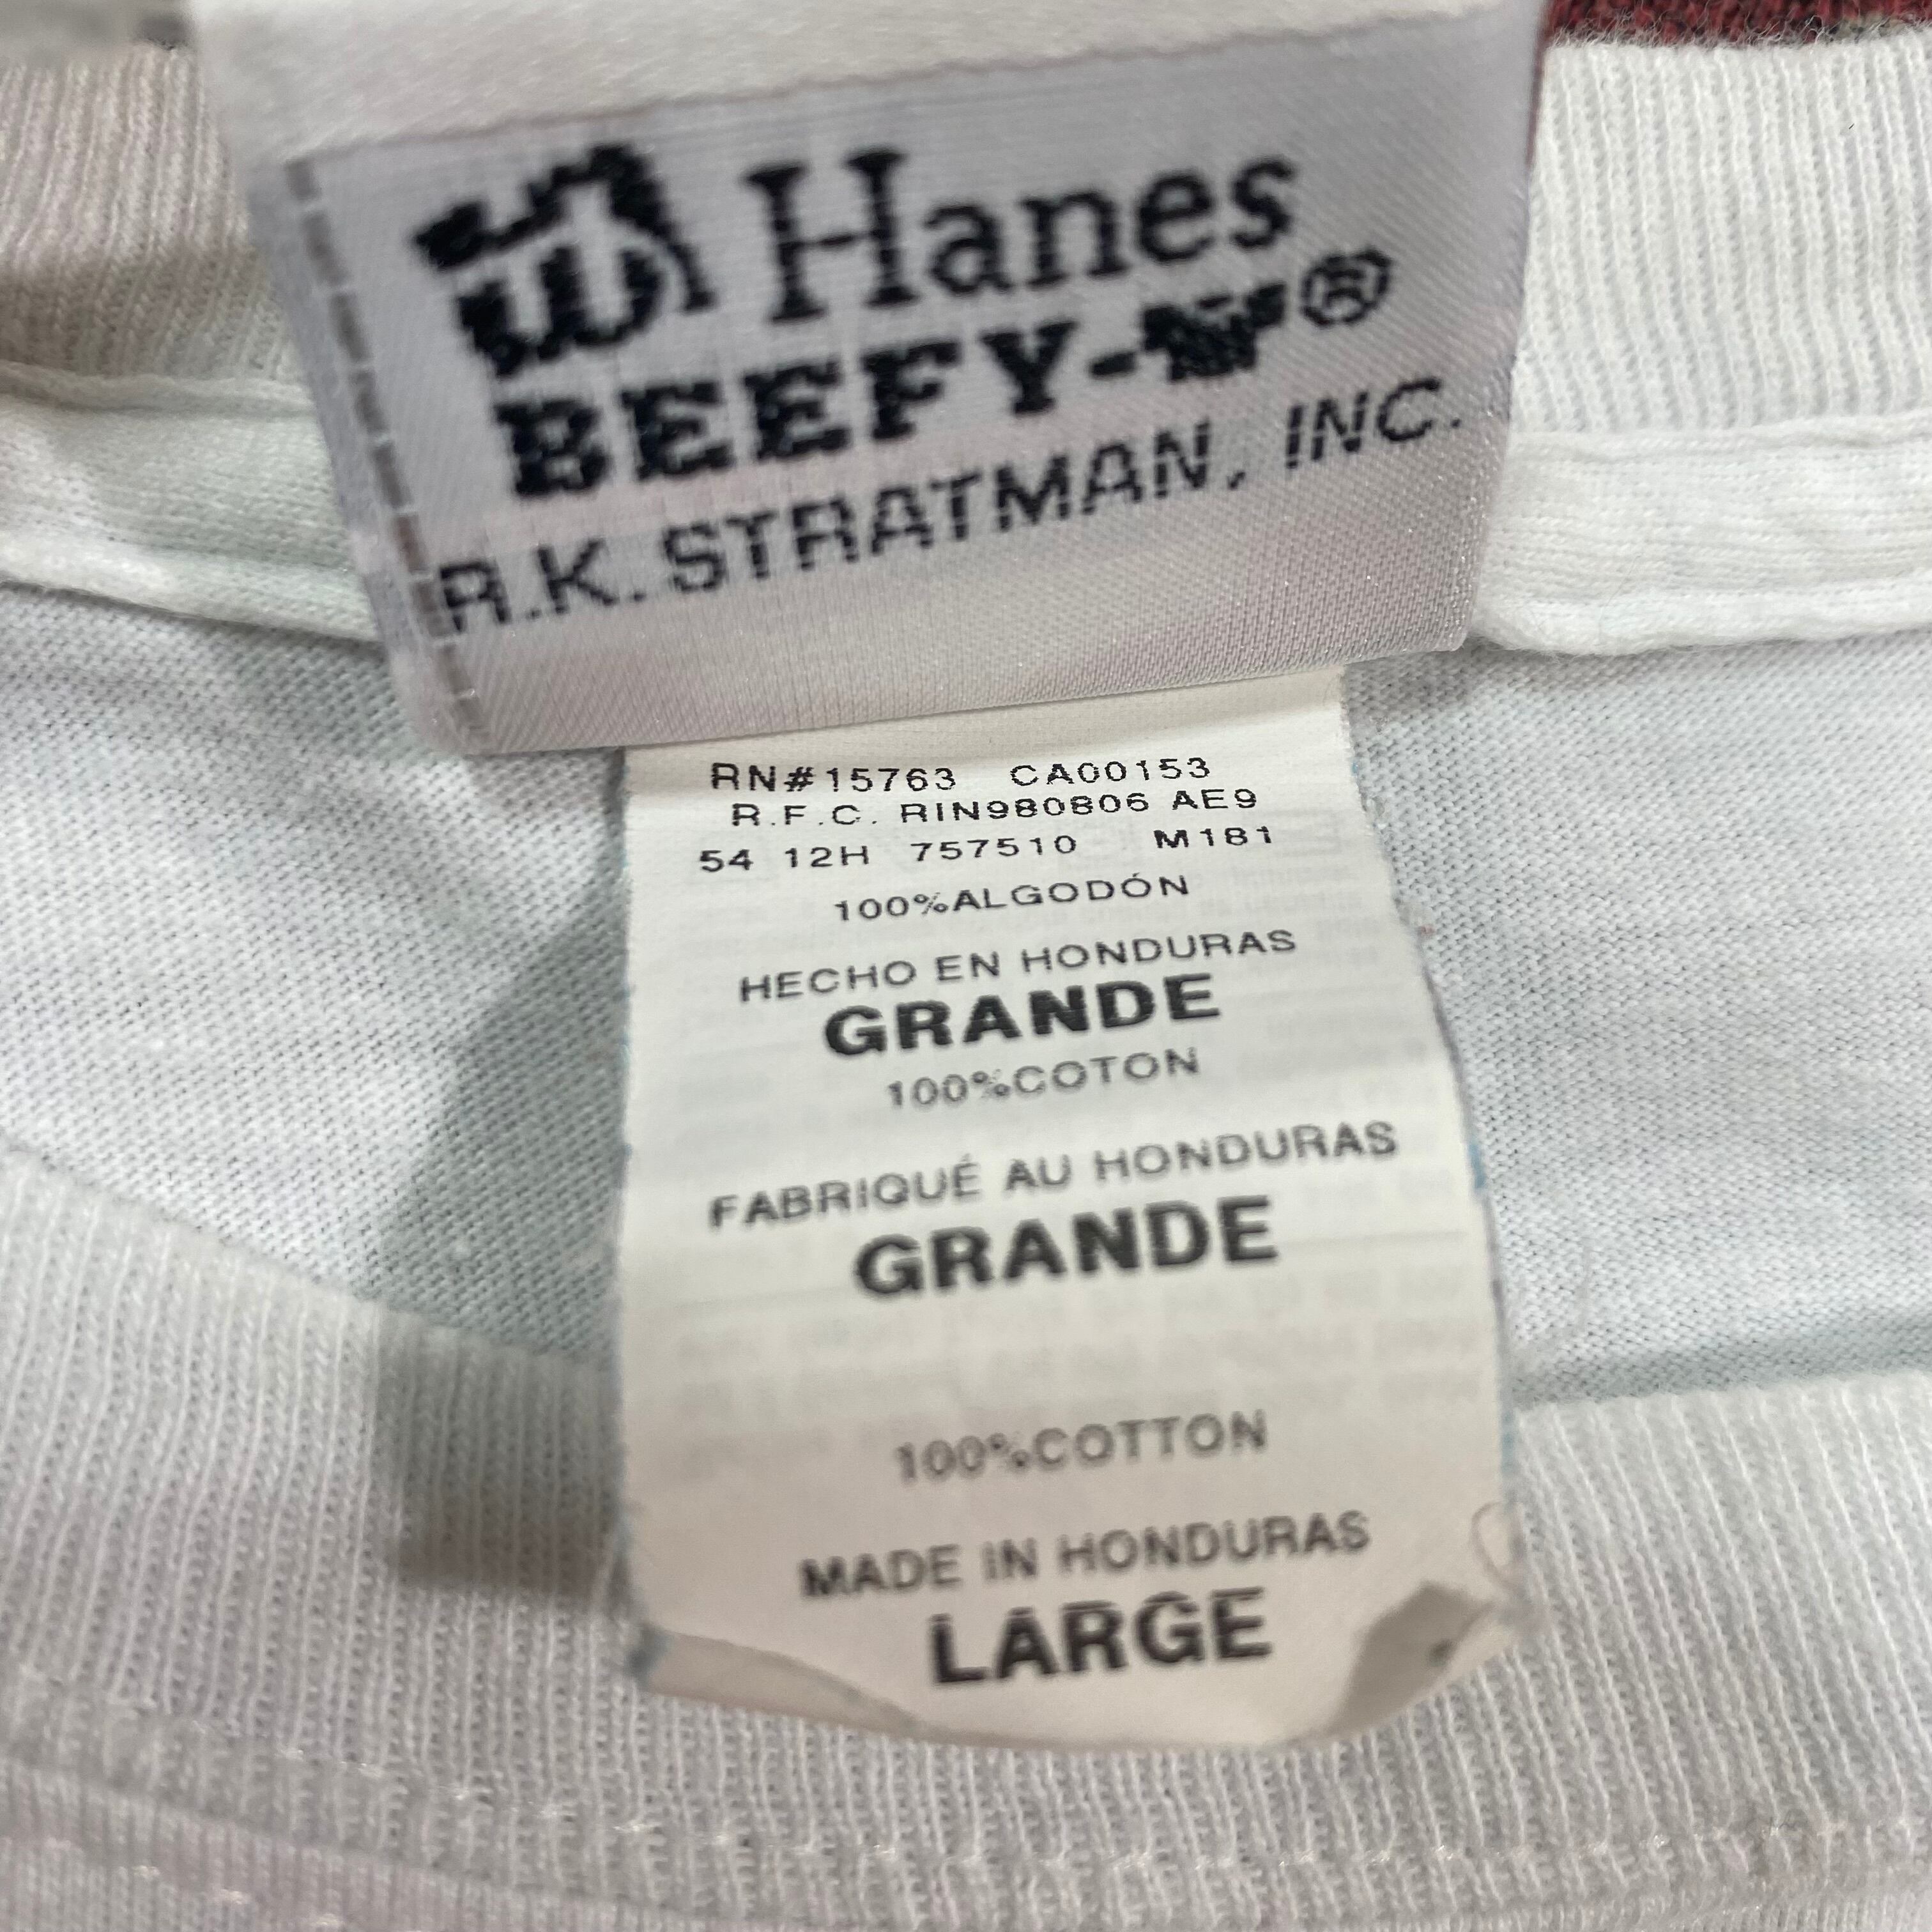 Hanes
BEEFY-T®
R.K. STRATMAN, INC.
RN#15763 CA00153
R.F.C. RIN980806 AE9
54 12H 757510 M181
100%ALGODÓN
HECHO EN HONDURAS
GRANDE
100%COTON
FABRIQUÉ AU HONDURAS
GRANDE
100%COTTON
MADE IN HONDURAS
LARGE